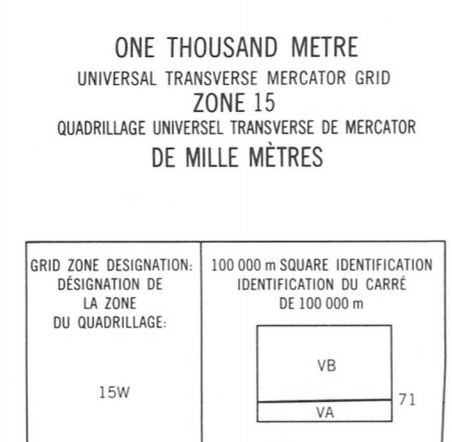 ONE THOUSAND METRE
UNIVERSAL TRANSVERSE MERCATOR GRID
ZONE 15
QUADRILLAGE UNIVERSEL TRANSVERSE DE MERCATOR
DE MILLE MÈTRES
GRID ZONE DESIGNATION:
DÉSIGNATION DE
LA ZONE
DU QUADRILLAGE:
15W
100 000 m SQUARE IDENTIFICATION
IDENTIFICATION DU CARRÉ
DE 100 000 m
VB
71
VA